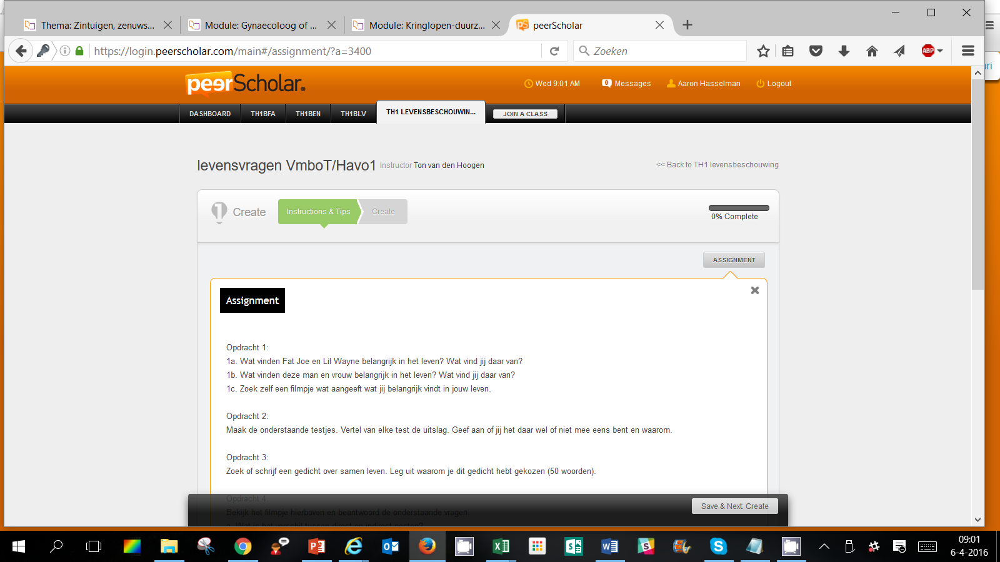 Thema: Zintuigen, zenuws...
Module: Gynaecoloog of ...
Module: Kringlopen-duurz...
peerScholar
https://login.peerscholar.com/main#/assignment/?a=3400
Zoeken
ABP
ari
peerScholar
Wed 9:01 AM
0 Messages
Aaron Hasselman
Logout
DASHBOARD
TH1BFA
TH1BEN
TH1BLV
TH1 LEVENSBESCHOUWIN...
JOIN A CLASS
levensvragen VmboT/Havo1 Instructor Ton van den Hoogen
<< Back to TH1 levensbeschouwing
1 Create
Instructions & Tips
Create
0% Complete
ASSIGNMENT
Assignment
Opdracht 1:
1a. Wat vinden Fat Joe en Lil Wayne belangrijk in het leven? Wat vind jij daar van?
1b. Wat vinden deze man en vrouw belangrijk in het leven? Wat vind jij daar van?
1c. Zoek zelf een filmpje wat aangeeft wat jij belangrijk vindt in jouw leven.
Opdracht 2:
Maak de onderstaande testjes. Vertel van elke test de uitslag. Geef aan of jij het daar wel of niet mee eens bent en waarom.
Opdracht 3:
Zoek of schrijf een gedicht over samen leven. Leg uit waarom je dit gedicht hebt gekozen (50 woorden).
Opdracht 4:
Bekijk het filmpje hierboven en beantwoord de onderstaande vragen.
Save & Next: Create
09:01
6-4-2016